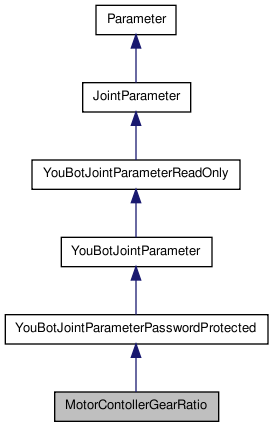 Parameter
JointParameter
YouBotJointParameterReadOnly
YouBotJointParameter
YouBotJointParameterPasswordProtected
MotorContollerGearRatio